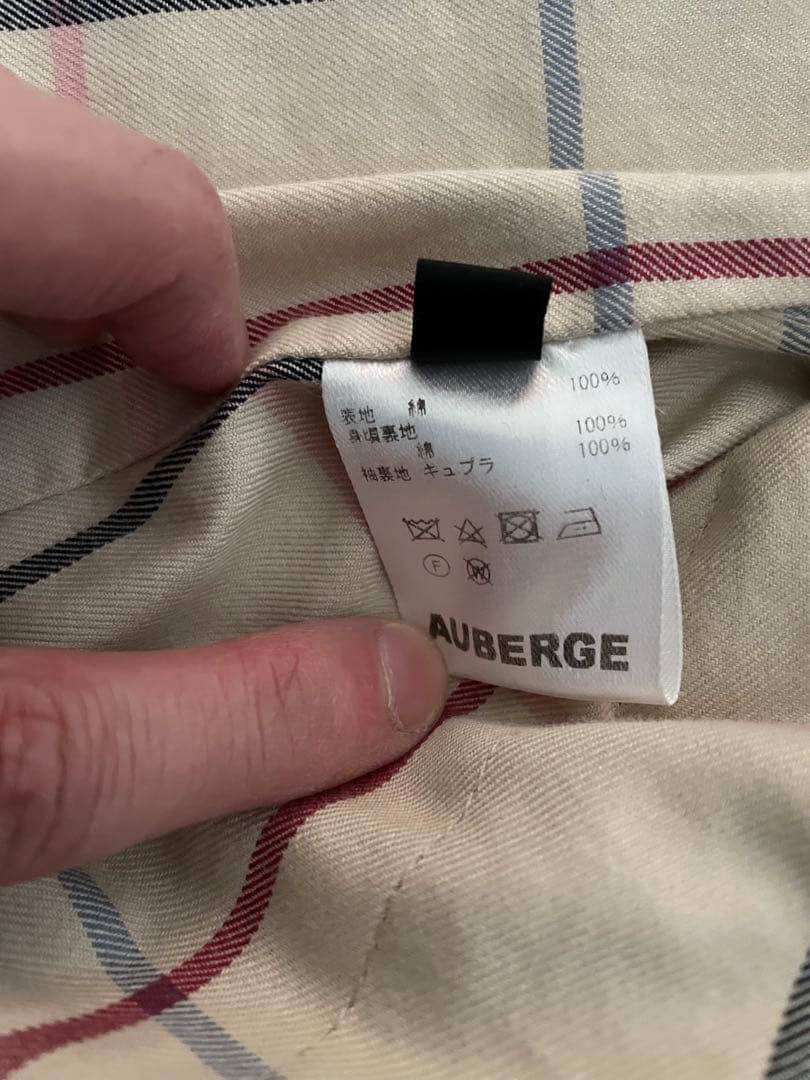 表地 綿 100%
身頃裏地
綿 100%
袖裏地 キュプラ 100%
F W
AUBERGE